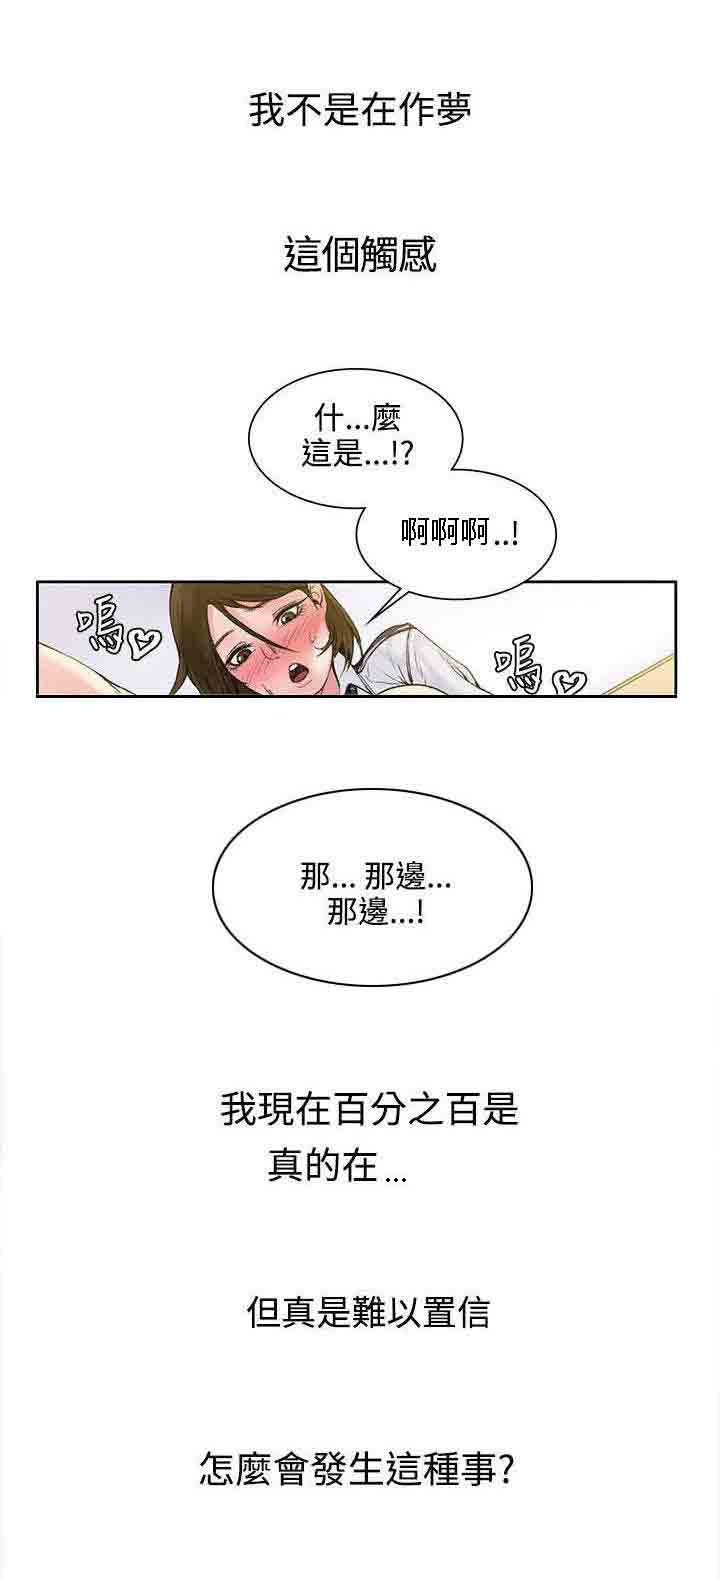 我不是在作夢
這個觸感
什...麼
這是...!?
啊啊啊..!
嗚♡
嗚♡
那... 那邊...
那邊...!
我現在百分之百是
真的在...
但真是難以置信
怎麼會發生這種事?